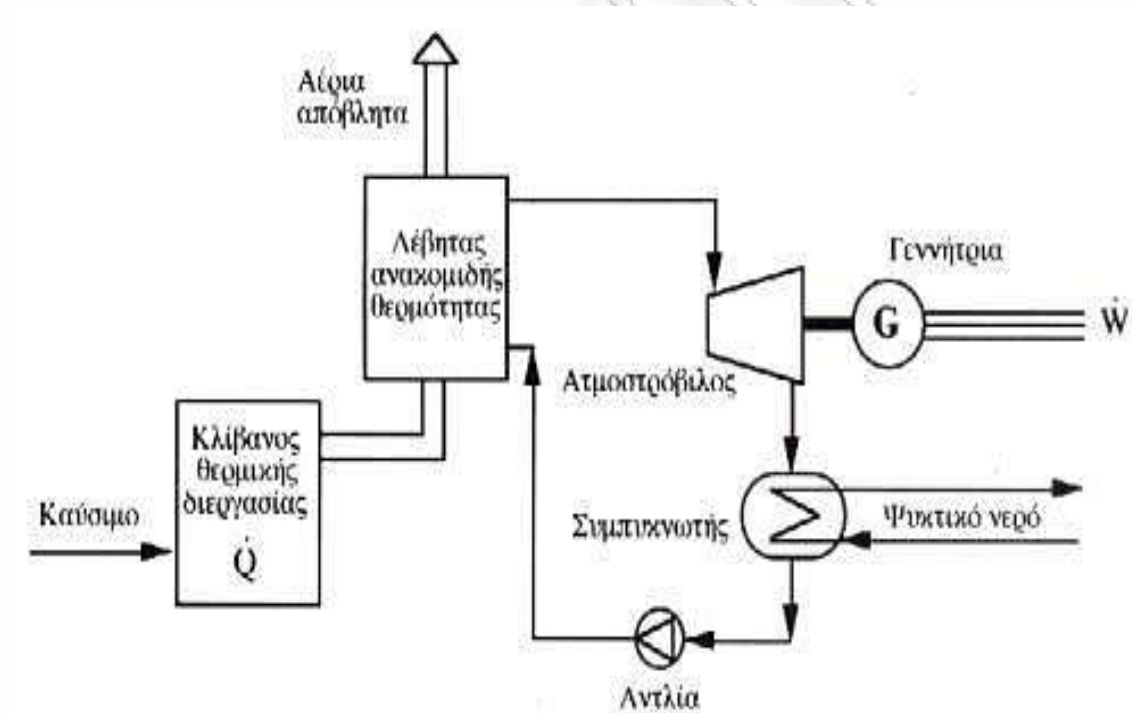 Αέρια
απόβλητα
Λέβητας
ανακομιδής
θερμότητας
Γεννήτρια
G
Ẇ
Ατμοστρόβιλος
Κλίβανος
θερμικής
διεργασίας
Q̇
Καύσιμο
Συμπυκνωτής
Ψυκτικό νερό
Αντλία